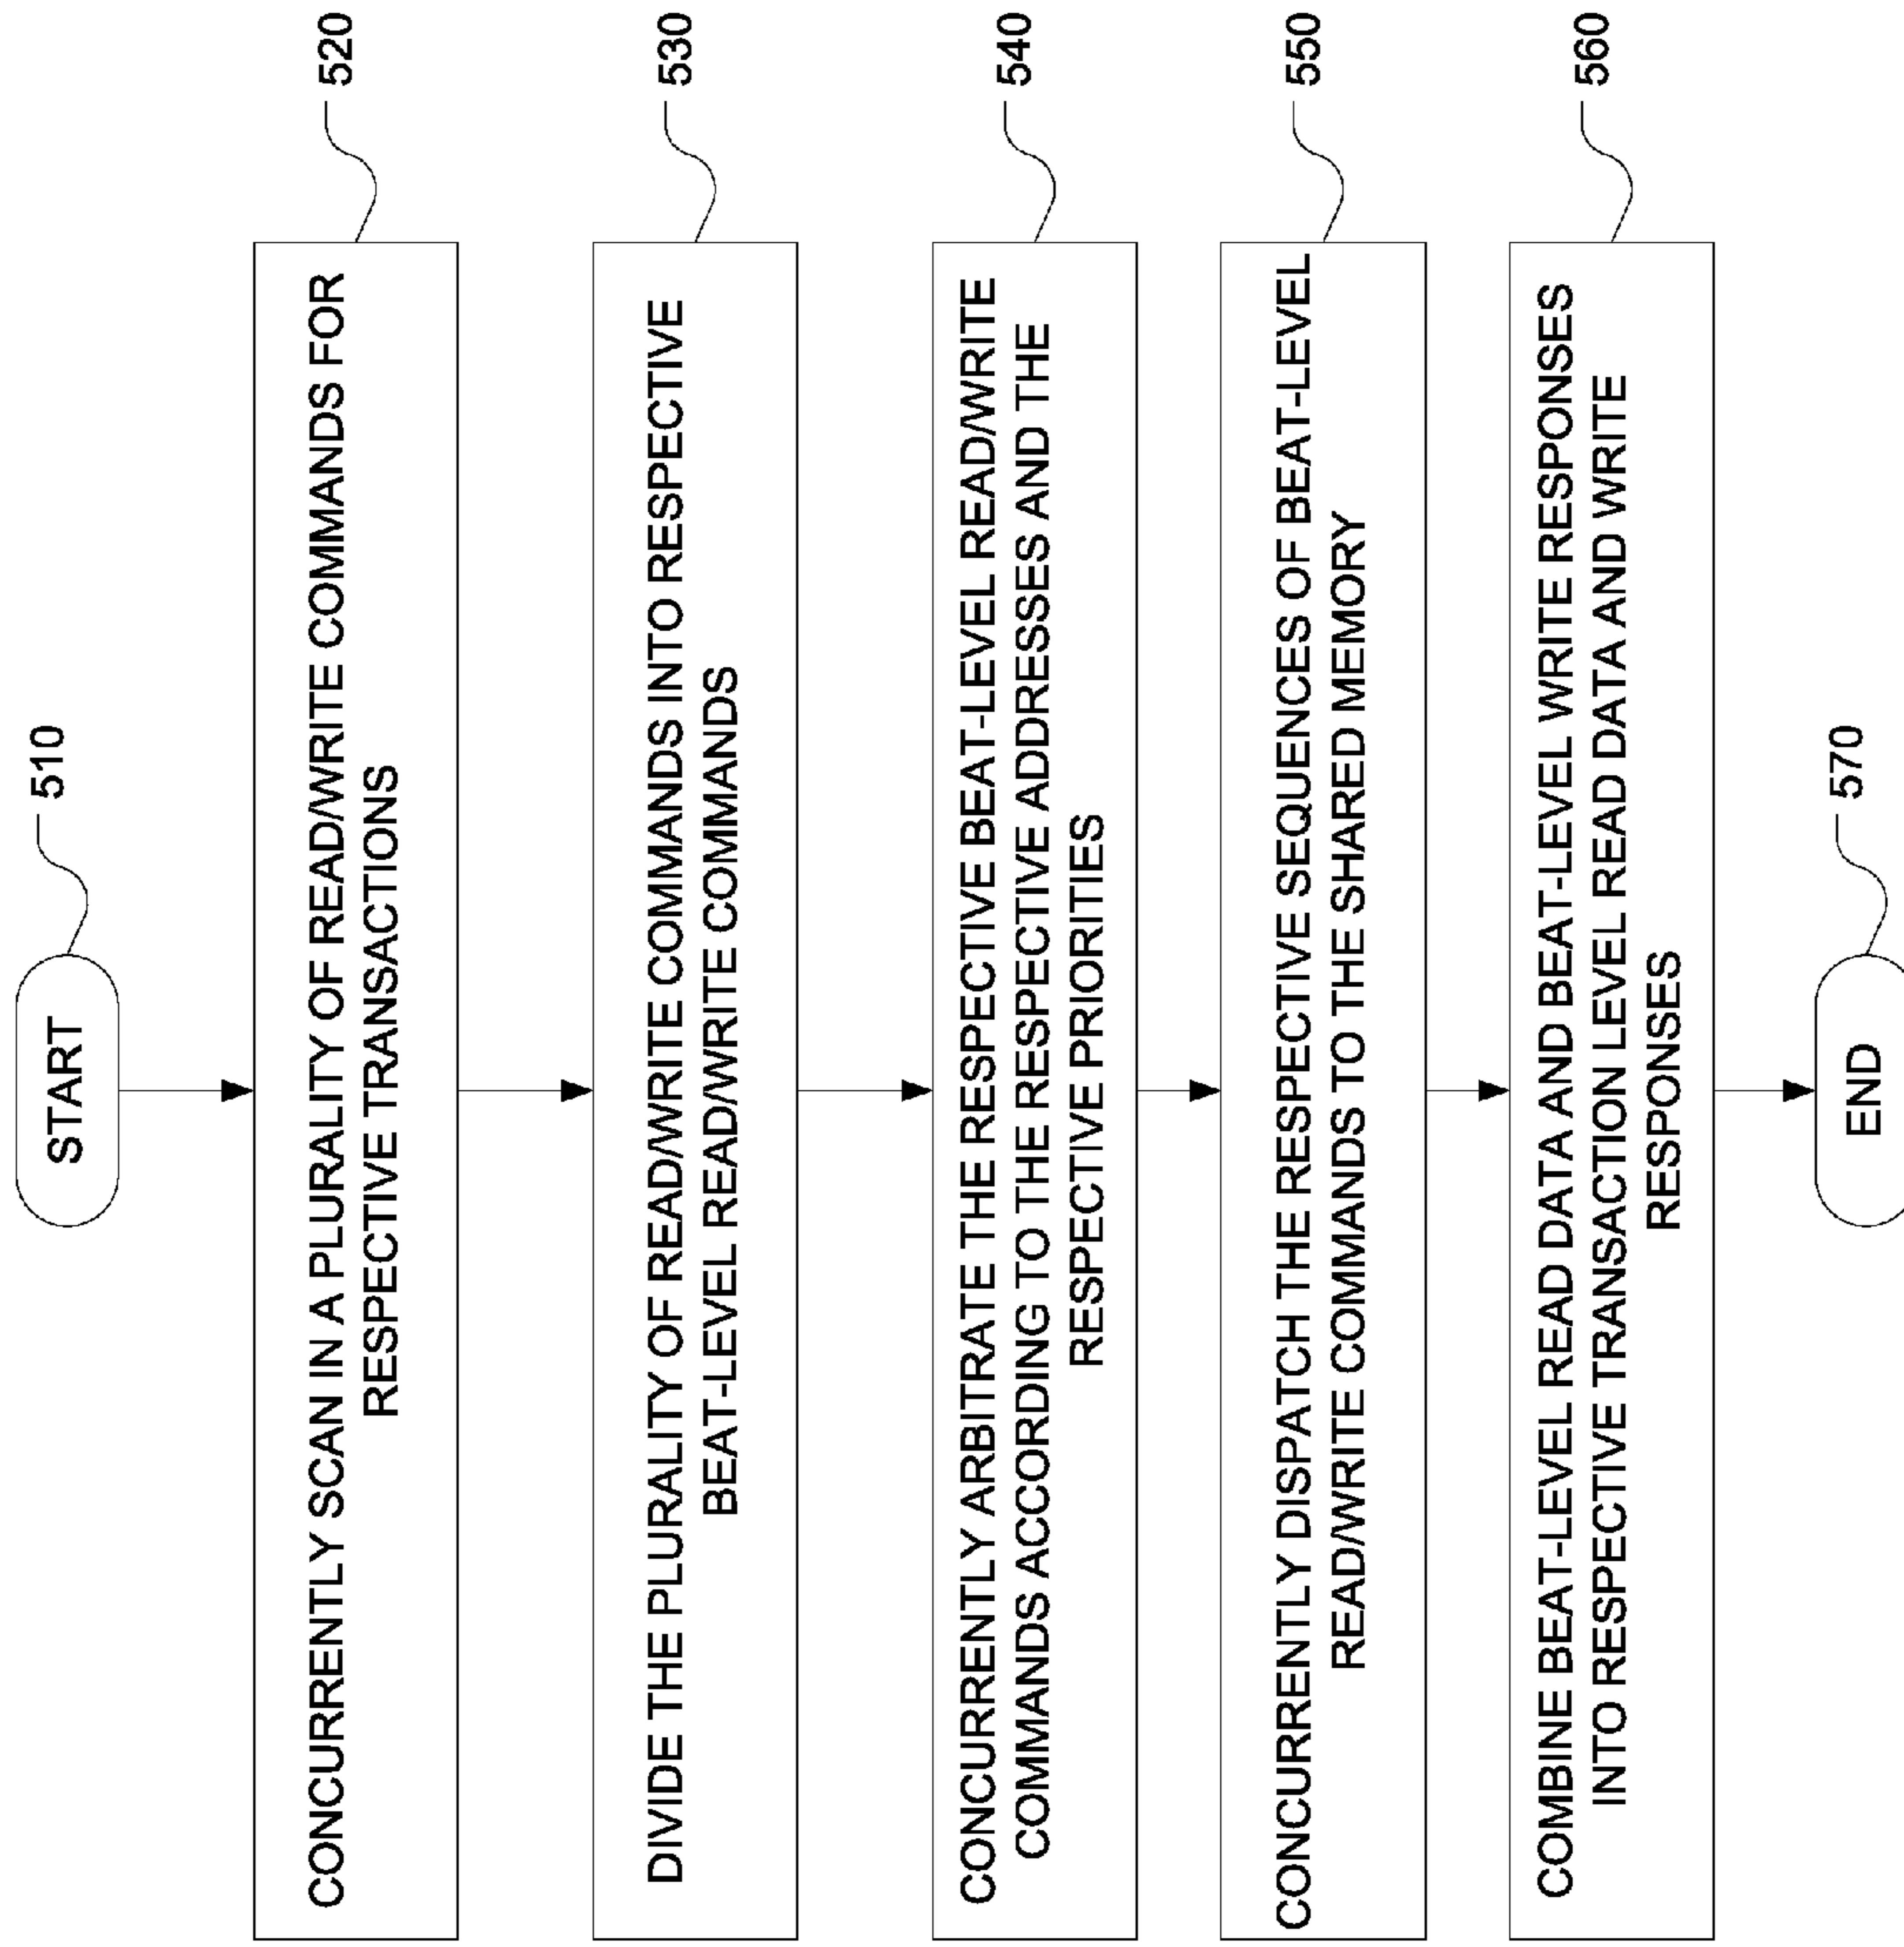 START
510
CONCURRENTLY SCAN IN A PLURALITY OF READ/WRITE COMMANDS FOR
RESPECTIVE TRANSACTIONS
520
DIVIDE THE PLURALITY OF READ/WRITE COMMANDS INTO RESPECTIVE
BEAT-LEVEL READ/WRITE COMMANDS
530
CONCURRENTLY ARBITRATE THE RESPECTIVE BEAT-LEVEL READ/WRITE
COMMANDS ACCORDING TO THE RESPECTIVE ADDRESSES AND THE
RESPECTIVE PRIORITIES
540
CONCURRENTLY DISPATCH THE RESPECTIVE SEQUENCES OF BEAT-LEVEL
READ/WRITE COMMANDS TO THE SHARED MEMORY
550
COMBINE BEAT-LEVEL READ DATA AND BEAT-LEVEL WRITE RESPONSES
INTO RESPECTIVE TRANSACTION LEVEL READ DATA AND WRITE
RESPONSES
560
END
570